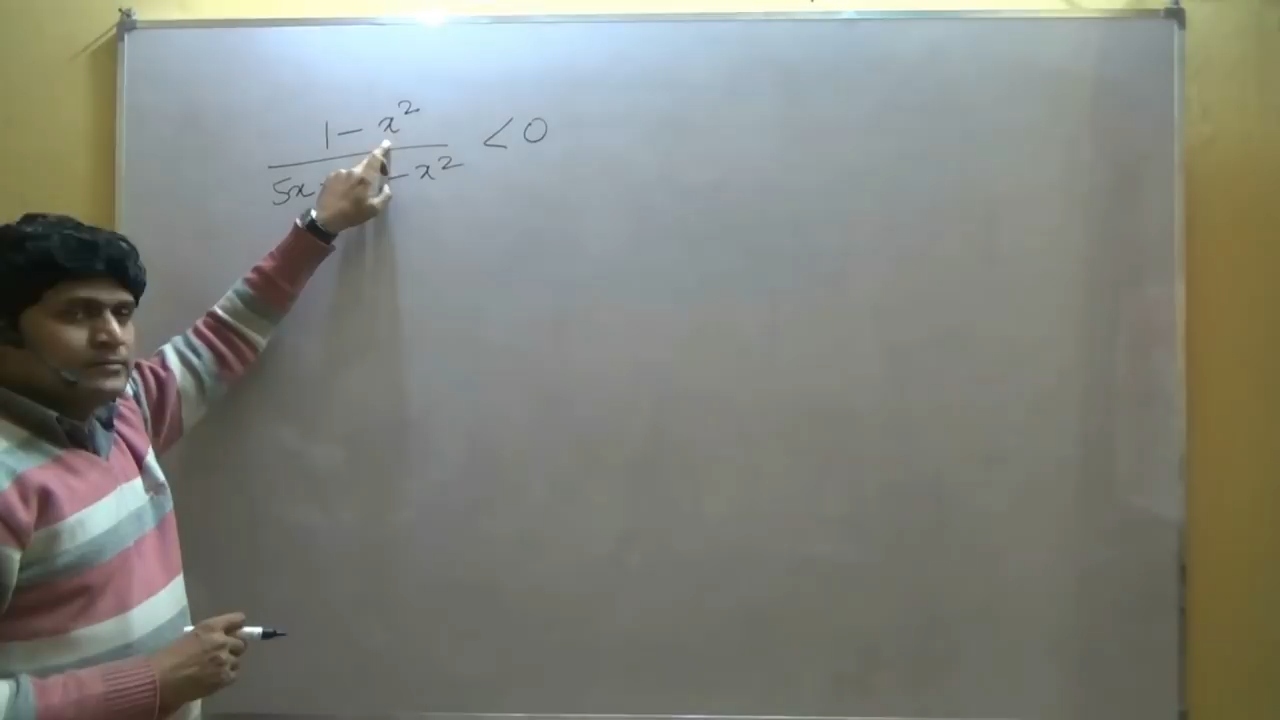 1 - x²
5x - x²
< 0